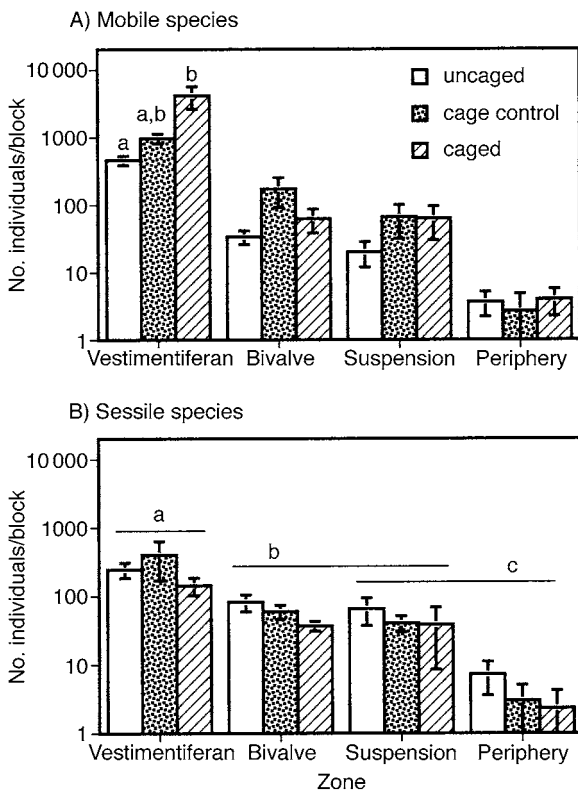 A) Mobile species
No. individuals/block
10 000
1000
100
10
1
a
a,b
b
uncaged
cage control
caged
Vestimentiferan Bivalve Suspension Periphery
B) Sessile species
No. individuals/block
10 000
1000
100
10
1
a
b
c
Vestimentiferan Bivalve Suspension Periphery
Zone